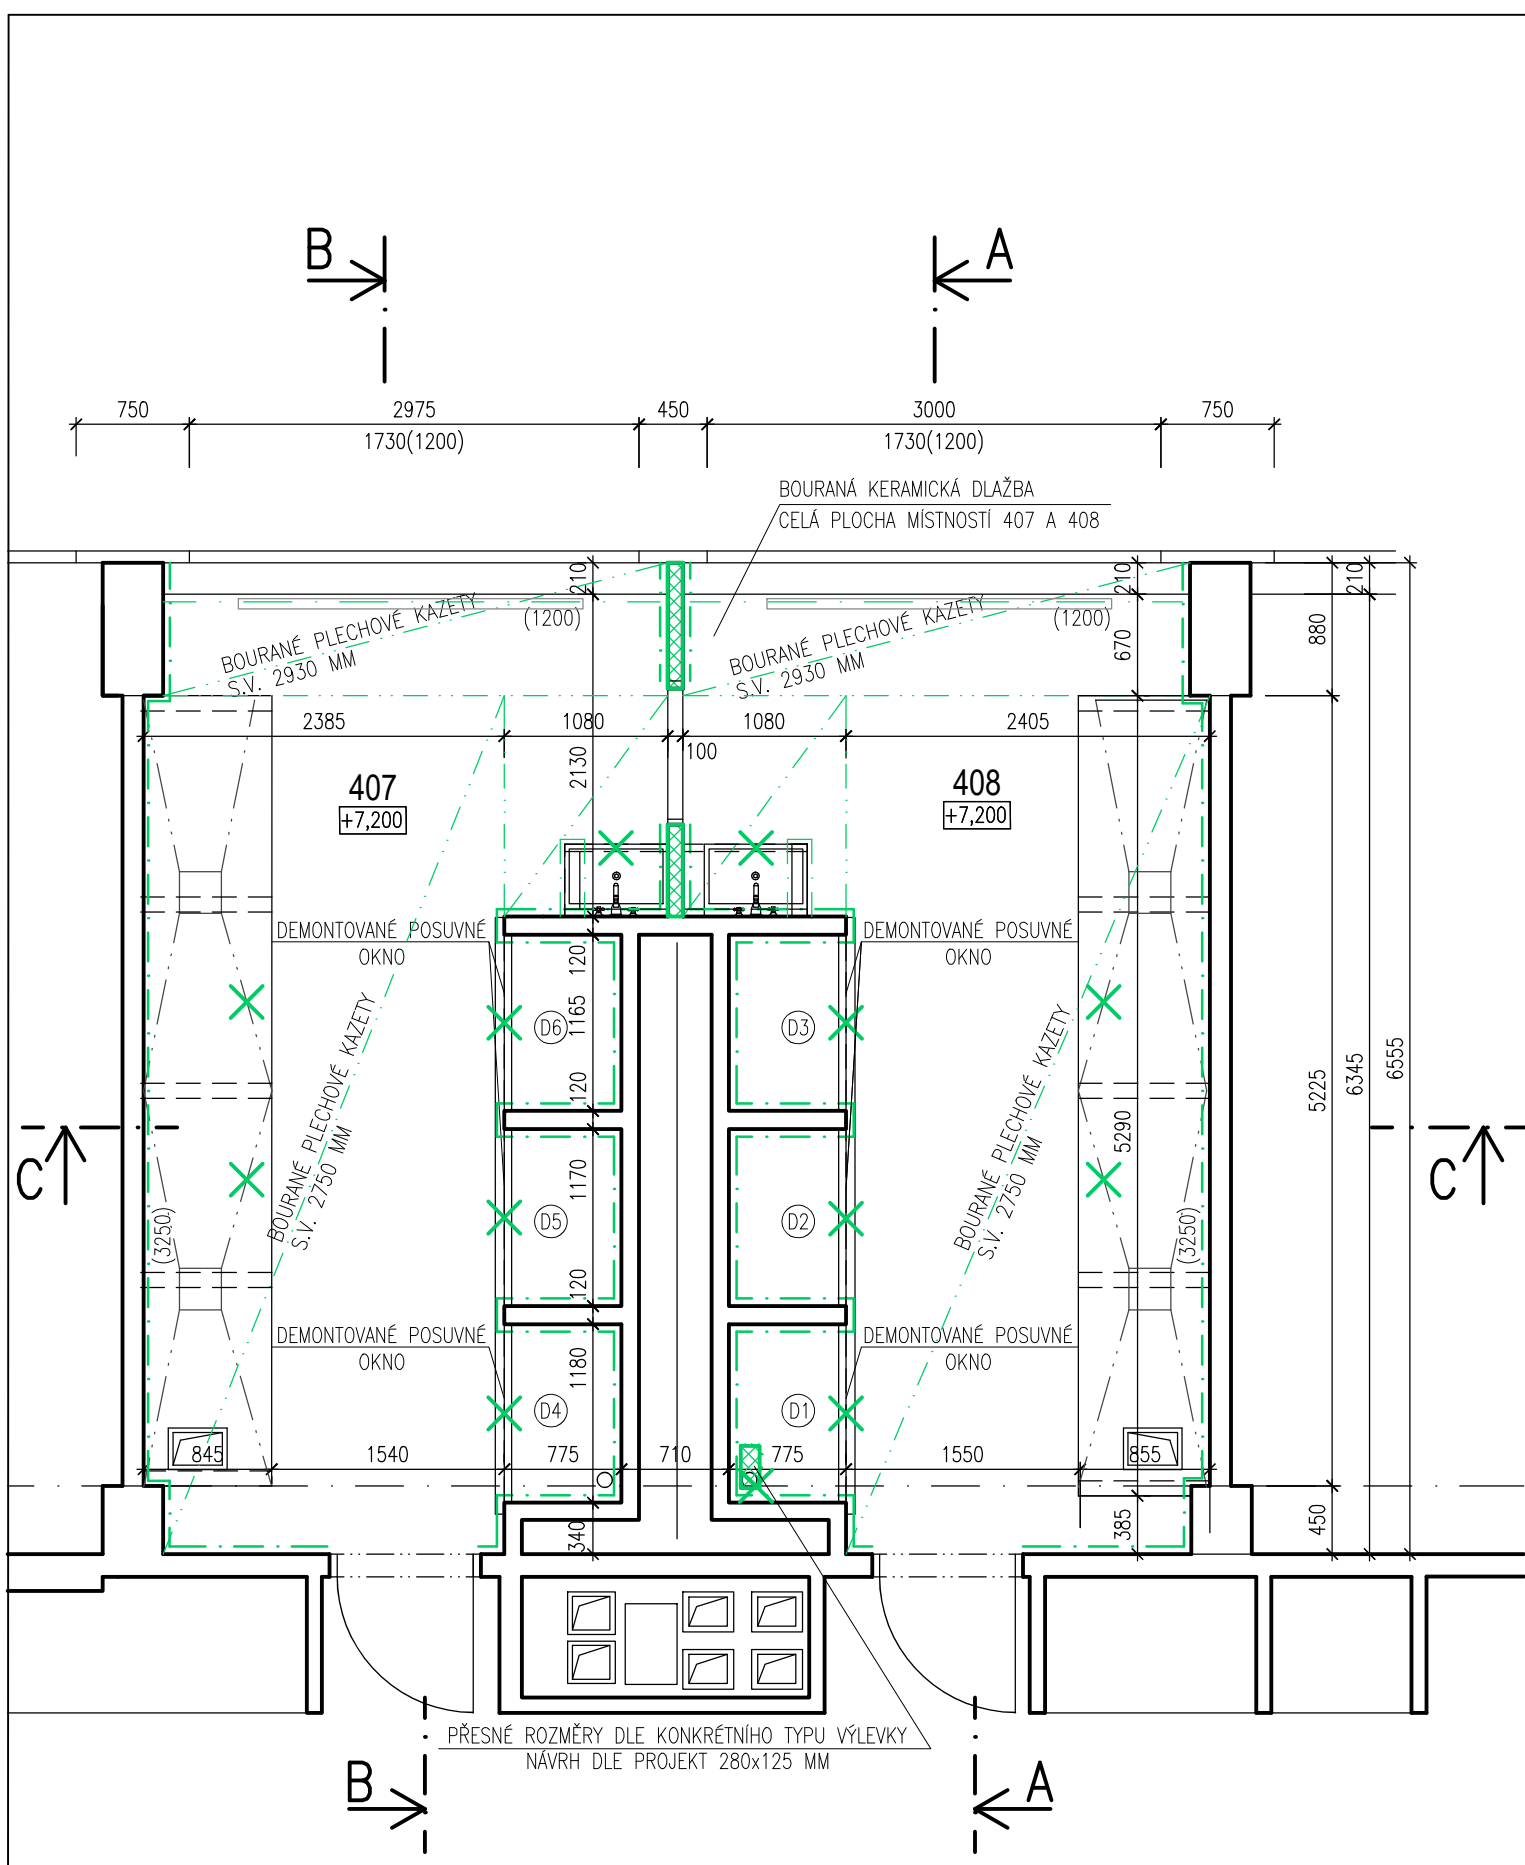 B
A
750
2975
450
3000
750
1730(1200)
1730(1200)
BOURANÁ KERAMICKÁ DLAŽBA
CELÁ PLOCHA MÍSTNOSTÍ 407 A 408
210
210
210
(1200)
(1200)
BOURANÉ PLECHOVÉ KAZETY
S.V. 2930 MM
BOURANÉ PLECHOVÉ KAZETY
S.V. 2930 MM
670
880
2385
1080
1080
2405
100
2130
407
+7,200
408
+7,200
DEMONTOVANÉ POSUVNÉ
OKNO
DEMONTOVANÉ POSUVNÉ
OKNO
120
1165
D6
D3
120
BOURANÉ PLECHOVÉ KAZETY
S.V. 2750 MM
BOURANÉ PLECHOVÉ KAZETY
S.V. 2750 MM
5290
5225
6345
6555
C
C
1170
D5
D2
(3250)
(3250)
120
DEMONTOVANÉ POSUVNÉ
OKNO
DEMONTOVANÉ POSUVNÉ
OKNO
1180
D4
D1
845
1540
775
710
775
1550
855
340
385
450
PŘESNÉ ROZMĚRY DLE KONKRÉTNÍHO TYPU VÝLEVKY
NÁVRH DLE PROJEKT 280x125 MM
B
A